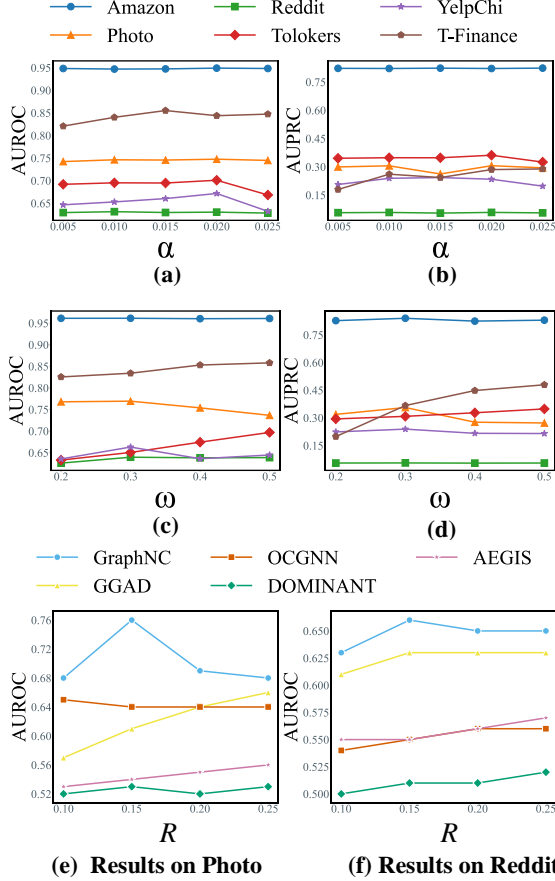 Amazon Reddit YelpChi
Photo Tolokers T-Finance
AUROC
0.95
0.90
0.85
0.80
0.75
0.70
0.65
0.005 0.010 0.015 0.020 0.025
α
(a)
AUPRC
0.75
0.60
0.45
0.30
0.15
0.005 0.010 0.015 0.020 0.025
α
(b)
AUROC
0.95
0.90
0.85
0.80
0.75
0.70
0.65
0.2 0.3 0.4 0.5
ω
(c)
AUPRC
0.75
0.60
0.45
0.30
0.15
0.2 0.3 0.4 0.5
ω
(d)
GraphNC OCGNN AEGIS
GGAD DOMINANT
AUROC
0.76
0.72
0.68
0.64
0.60
0.56
0.52
0.10 0.15 0.20 0.25
R
(e) Results on Photo
AUROC
0.650
0.625
0.600
0.575
0.550
0.525
0.500
0.10 0.15 0.20 0.25
R
(f) Results on Reddit